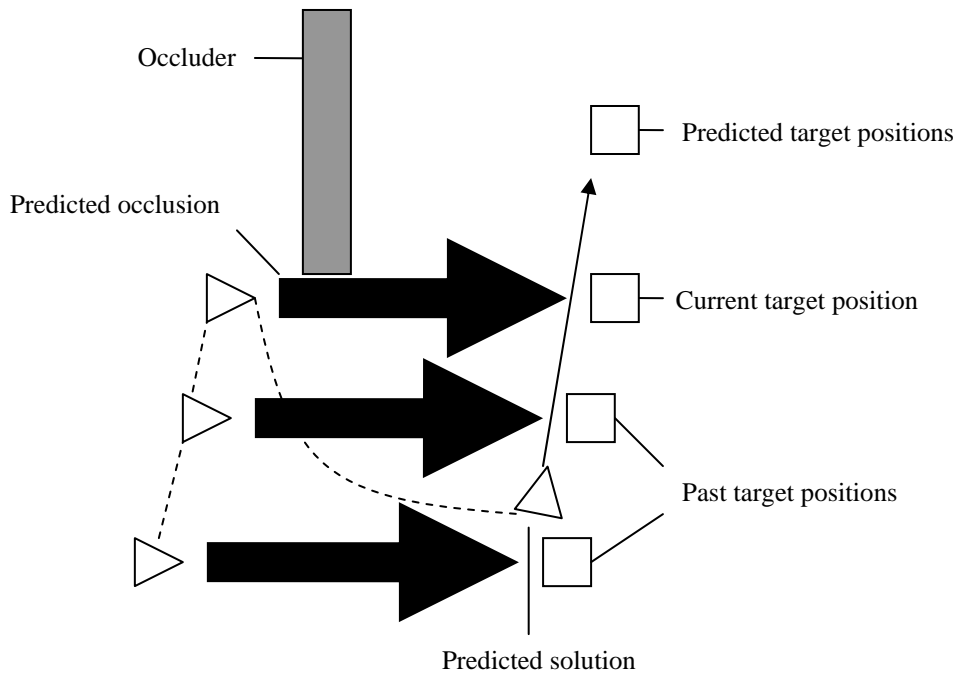 Occluder
Predicted target positions
Predicted occlusion
Current target position
Past target positions
Predicted solution